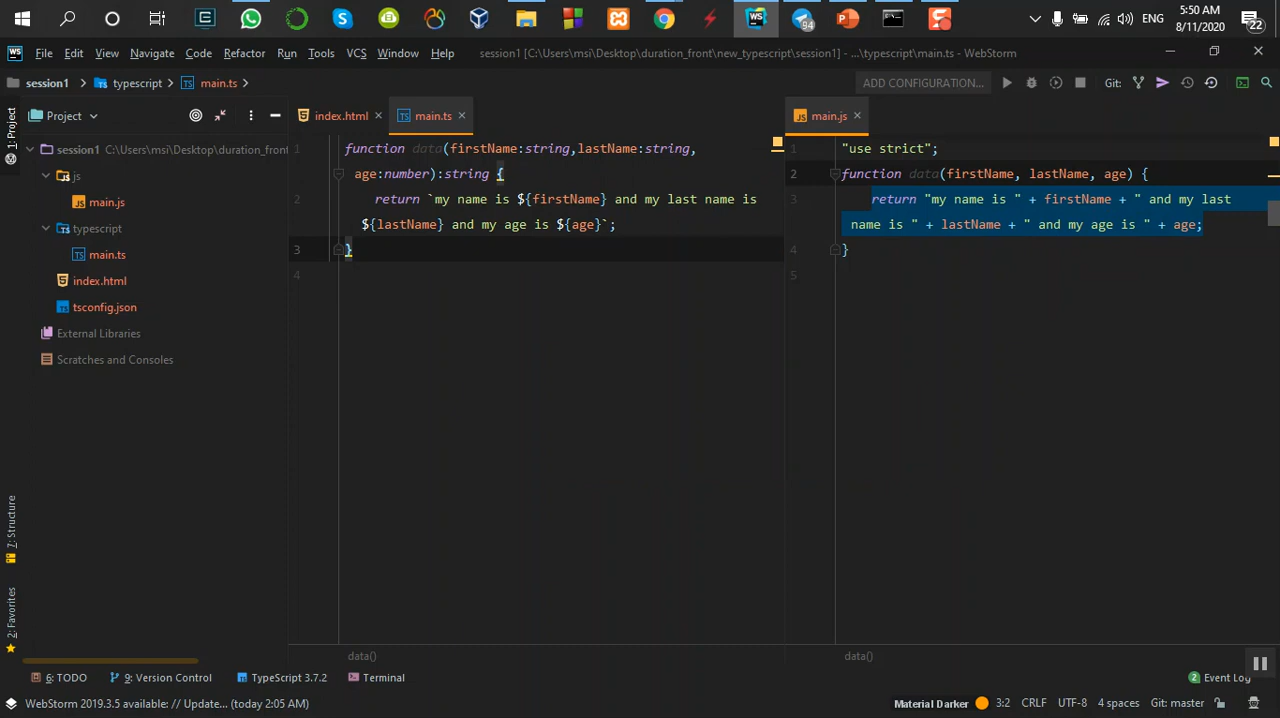 94
ENG
5:50 AM
8/11/2020
22
WS
File Edit View Navigate Code Refactor Run Tools VCS Window Help
session1 [C:\Users\msi\Desktop\duration_front\new_typescript\session1] - ...\typescript\main.ts - WebStorm
session1 typescript main.ts
ADD CONFIGURATION...
Git:
1: Project
Project
index.html
main.ts
main.js
session1 C:\Users\msi\Desktop\duration_front
js
main.js
typescript
main.ts
index.html
tsconfig.json
External Libraries
Scratches and Consoles
1 function data(firstName:string,lastName:string,
age:number):string {
2 return `my name is ${firstName} and my last name is
${lastName} and my age is ${age}`;
3 }
4
1 "use strict";
2 function data(firstName, lastName, age) {
3 return "my name is " + firstName + " and my last
name is " + lastName + " and my age is " + age;
4 }
5
7: Structure
2: Favorites
data()
data()
6: TODO
9: Version Control
TypeScript 3.7.2
Terminal
2 Event Log
WebStorm 2019.3.5 available: // Update... (today 2:05 AM)
Material Darker
3:2 CRLF UTF-8 4 spaces Git: master